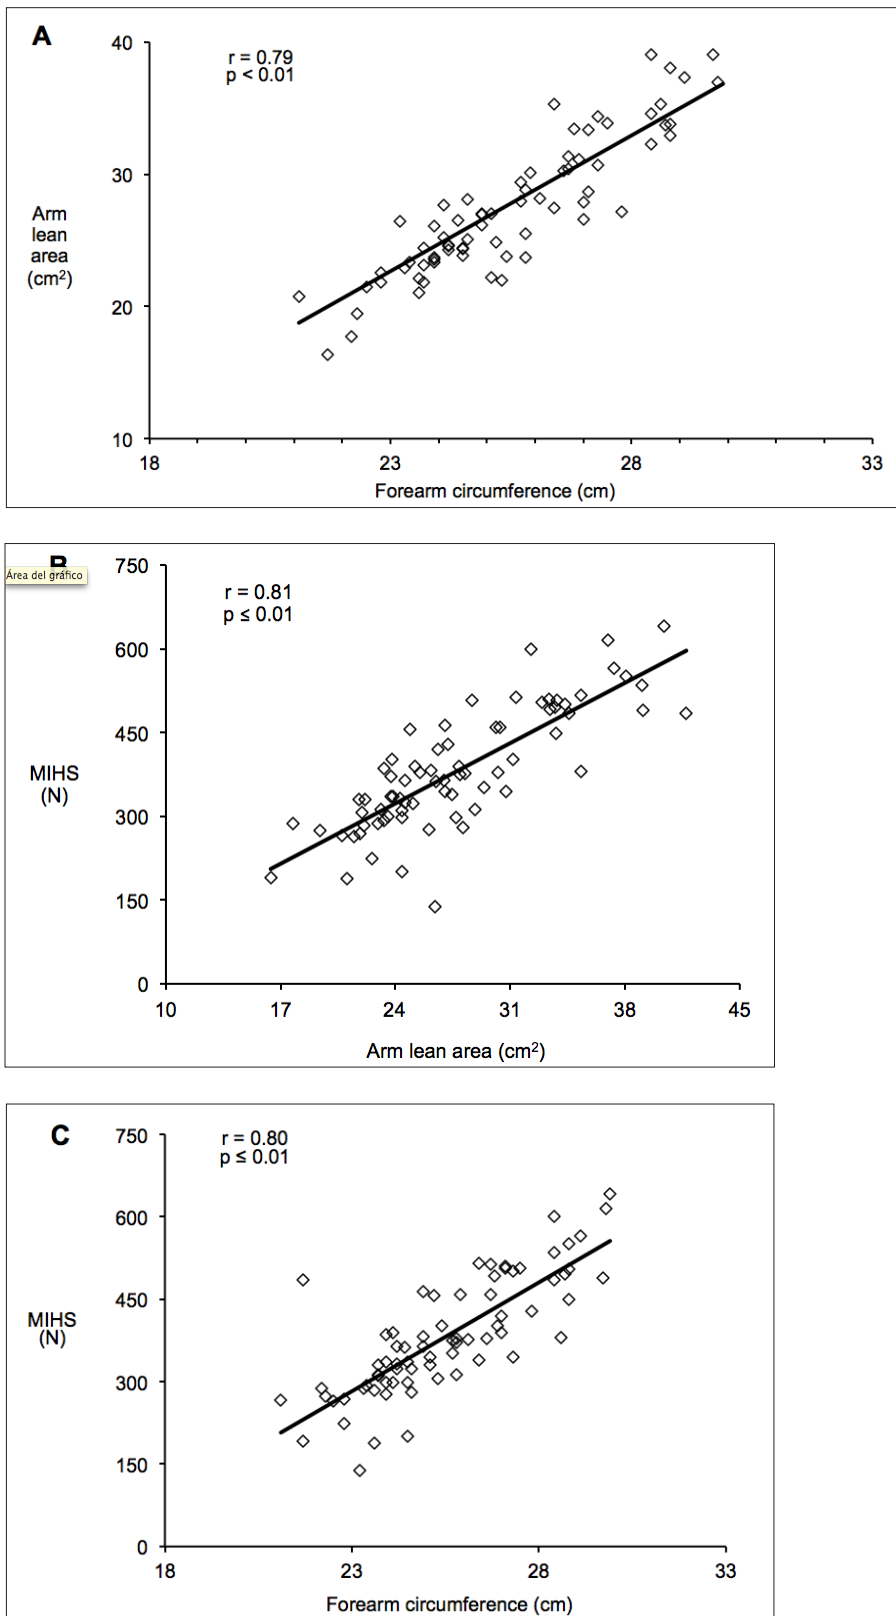 A
r = 0.79
p < 0.01
40
30
20
10
Arm
lean
area
(cm²)
18 23 28 33
Forearm circumference (cm)
B
Área del gráfico
r = 0.81
p ≤ 0.01
750
600
450
300
150
0
MIHS
(N)
10 17 24 31 38 45
Arm lean area (cm²)
C
r = 0.80
p ≤ 0.01
750
600
450
300
150
0
MIHS
(N)
18 23 28 33
Forearm circumference (cm)